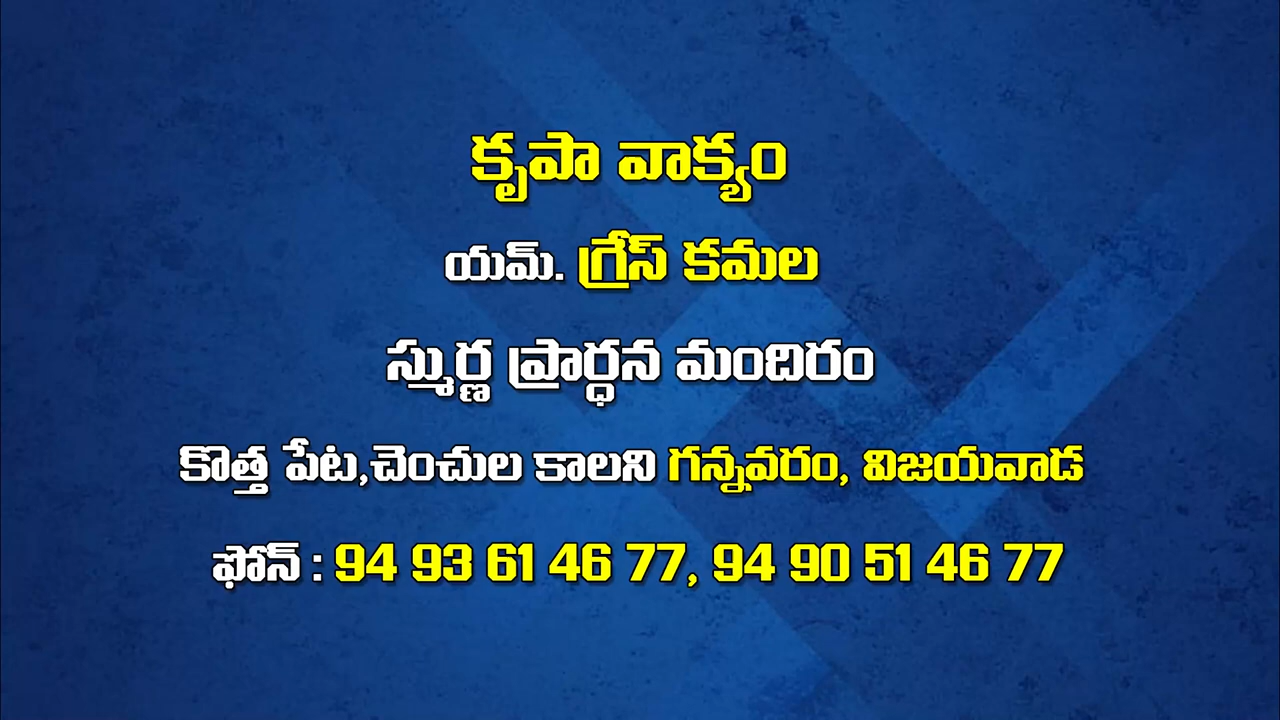 కృపా వాక్యం
యమ్. గ్రేస్ కమల
స్ముర్ణ ప్రార్ధన మందిరం
కొత్త పేట,చెంచుల కాలని గన్నవరం, విజయవాడ
ఫోన్ : 94 93 61 46 77, 94 90 51 46 77